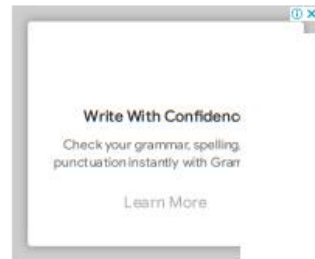 Write With Confidenc
Check your grammar, spelling,
punctuation instantly with Gram
Learn More